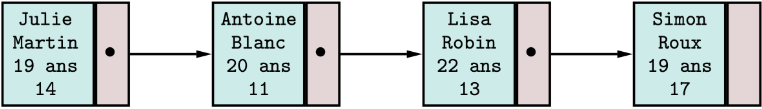 Julie
Martin
19 ans
14
Antoine
Blanc
20 ans
11
Lisa
Robin
22 ans
13
Simon
Roux
19 ans
17